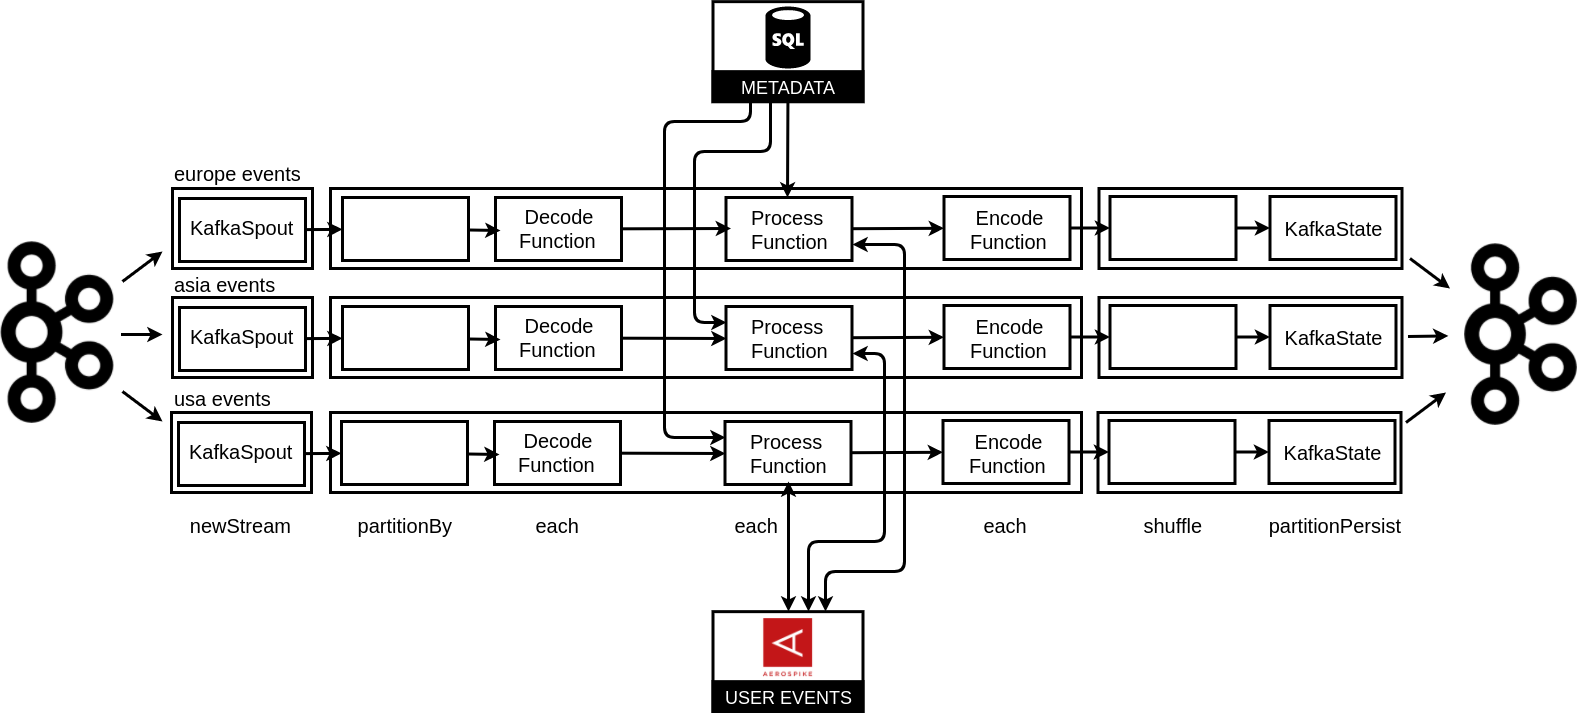 SQL
METADATA
europe events
KafkaSpout
Decode
Function
Process
Function
Encode
Function
KafkaState
asia events
KafkaSpout
Decode
Function
Process
Function
Encode
Function
KafkaState
usa events
KafkaSpout
Decode
Function
Process
Function
Encode
Function
KafkaState
newStream
partitionBy
each
each
each
shuffle
partitionPersist
AEROSPIKE
USER EVENTS